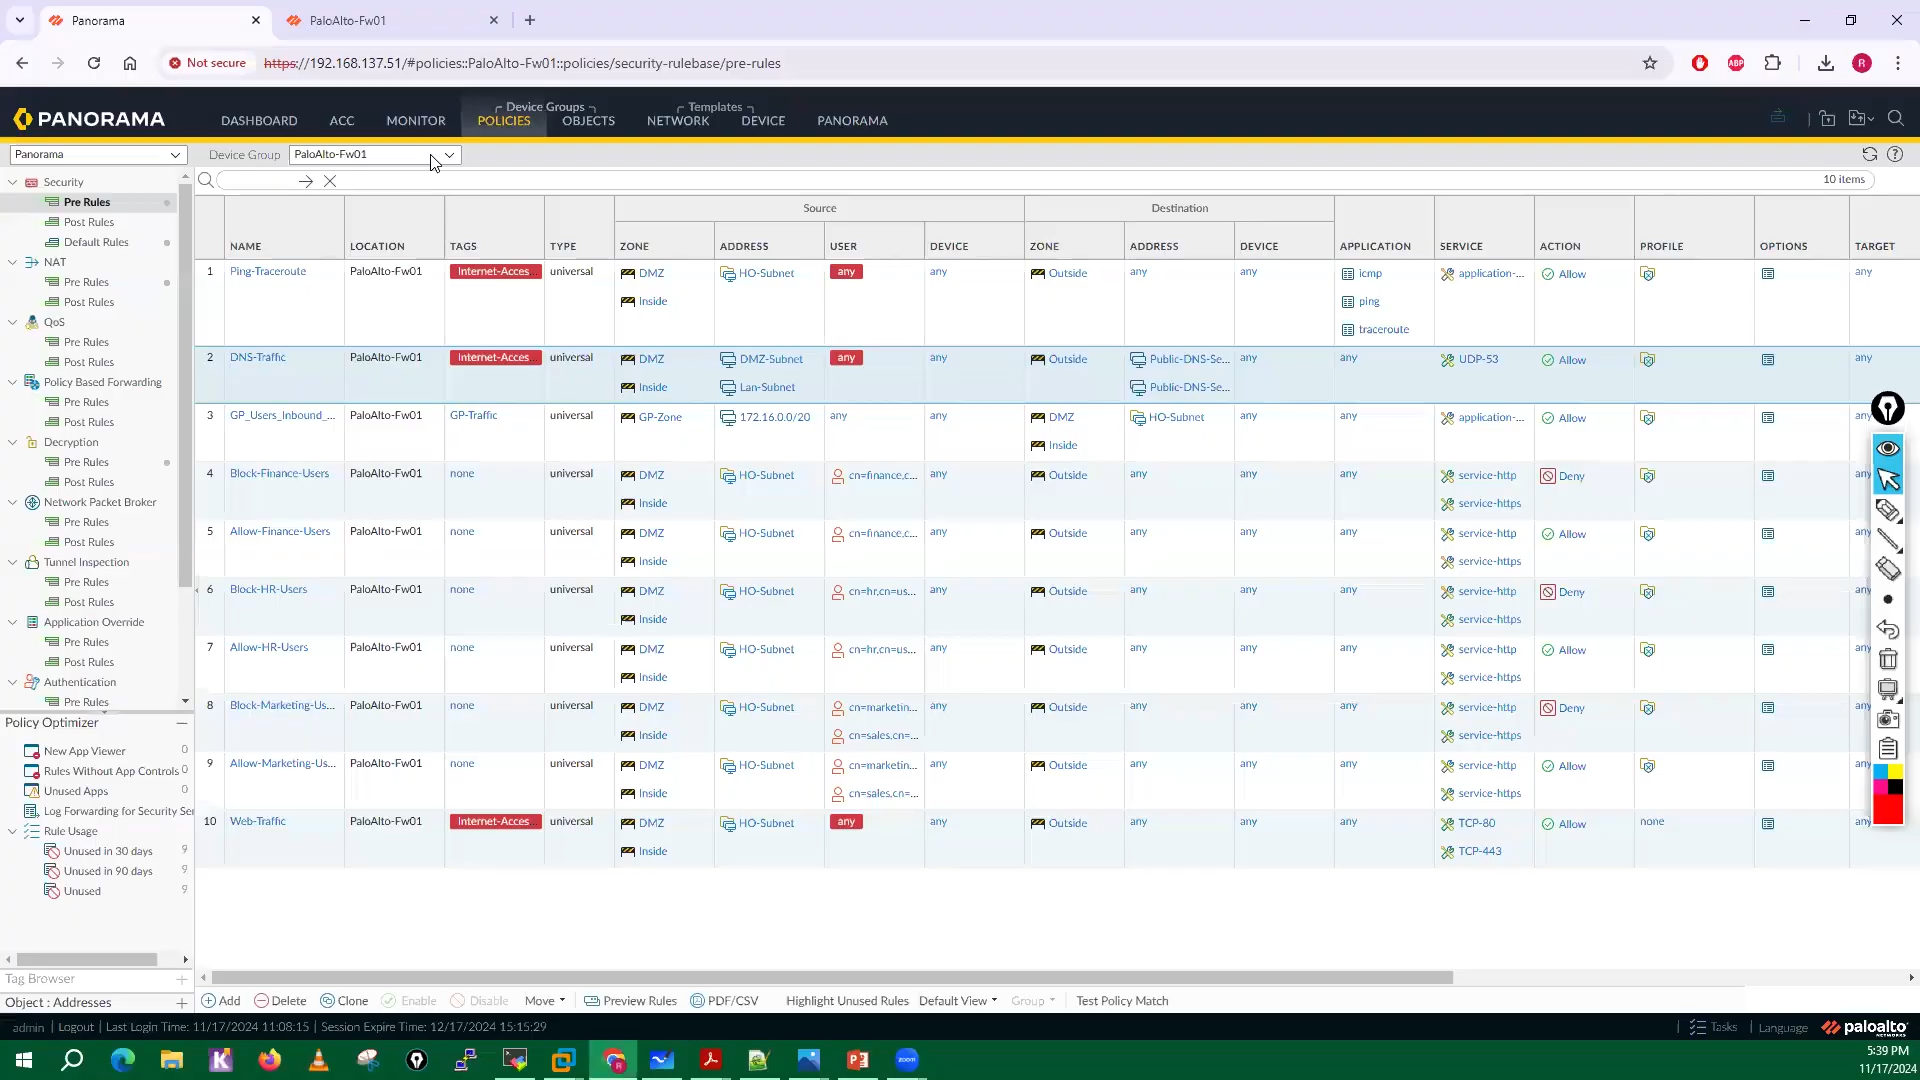 Panorama
PaloAlto-Fw01
Not secure
https://192.168.137.51/#policies::PaloAlto-Fw01::policies/security-rulebase/pre-rules
ABP
R
PANORAMA
DASHBOARD
ACC
MONITOR
Device Groups
POLICIES
OBJECTS
Templates
NETWORK
DEVICE
PANORAMA
Panorama
Device Group
PaloAlto-Fw01
10 items
Security
Pre Rules
Post Rules
Default Rules
NAT
Pre Rules
Post Rules
QoS
Pre Rules
Post Rules
Policy Based Forwarding
Pre Rules
Post Rules
Decryption
Pre Rules
Post Rules
Network Packet Broker
Pre Rules
Post Rules
Tunnel Inspection
Pre Rules
Post Rules
Application Override
Pre Rules
Post Rules
Authentication
Pre Rules
Policy Optimizer
New App Viewer 0
Rules Without App Controls 0
Unused Apps 0
Log Forwarding for Security Ser
Rule Usage
Unused in 30 days 9
Unused in 90 days 9
Unused 9
Tag Browser
Object : Addresses
Source Destination
NAME LOCATION TAGS TYPE ZONE ADDRESS USER DEVICE ZONE ADDRESS DEVICE APPLICATION SERVICE ACTION PROFILE OPTIONS TARGET
1 Ping-Traceroute PaloAlto-Fw01 Internet-Acces universal DMZ HO-Subnet any any Outside any any icmp application-... Allow any
Inside ping
traceroute
2 DNS-Traffic PaloAlto-Fw01 Internet-Acces universal DMZ DMZ-Subnet any any Outside Public-DNS-Se... any any UDP-53 Allow any
Inside Lan-Subnet Public-DNS-Se...
3 GP_Users_Inbound_... PaloAlto-Fw01 GP-Traffic universal GP-Zone 172.16.0.0/20 any any DMZ HO-Subnet any any application-... Allow any
Inside
4 Block-Finance-Users PaloAlto-Fw01 none universal DMZ HO-Subnet cn=finance,c... any Outside any any any service-http Deny any
Inside service-https
5 Allow-Finance-Users PaloAlto-Fw01 none universal DMZ HO-Subnet cn=finance,c... any Outside any any any service-http Allow any
Inside service-https
6 Block-HR-Users PaloAlto-Fw01 none universal DMZ HO-Subnet cn=hr,cn=us... any Outside any any any service-http Deny any
Inside service-https
7 Allow-HR-Users PaloAlto-Fw01 none universal DMZ HO-Subnet cn=hr,cn=us... any Outside any any any service-http Allow any
Inside service-https
8 Block-Marketing-Us... PaloAlto-Fw01 none universal DMZ HO-Subnet cn=marketin... any Outside any any any service-http Deny any
Inside cn=sales,cn=... service-https
9 Allow-Marketing-Us... PaloAlto-Fw01 none universal DMZ HO-Subnet cn=marketin... any Outside any any any service-http Allow any
Inside cn=sales,cn=... service-https
10 Web-Traffic PaloAlto-Fw01 Internet-Acces universal DMZ HO-Subnet any any Outside any any any TCP-80 Allow none any
Inside TCP-443
Add Delete Clone Enable Disable Move Preview Rules PDF/CSV Highlight Unused Rules Default View Group Test Policy Match
admin | Logout | Last Login Time: 11/17/2024 11:08:15 | Session Expire Time: 12/17/2024 15:15:29 | Tasks | Language paloalto
zoom
5:39 PM
11/17/2024